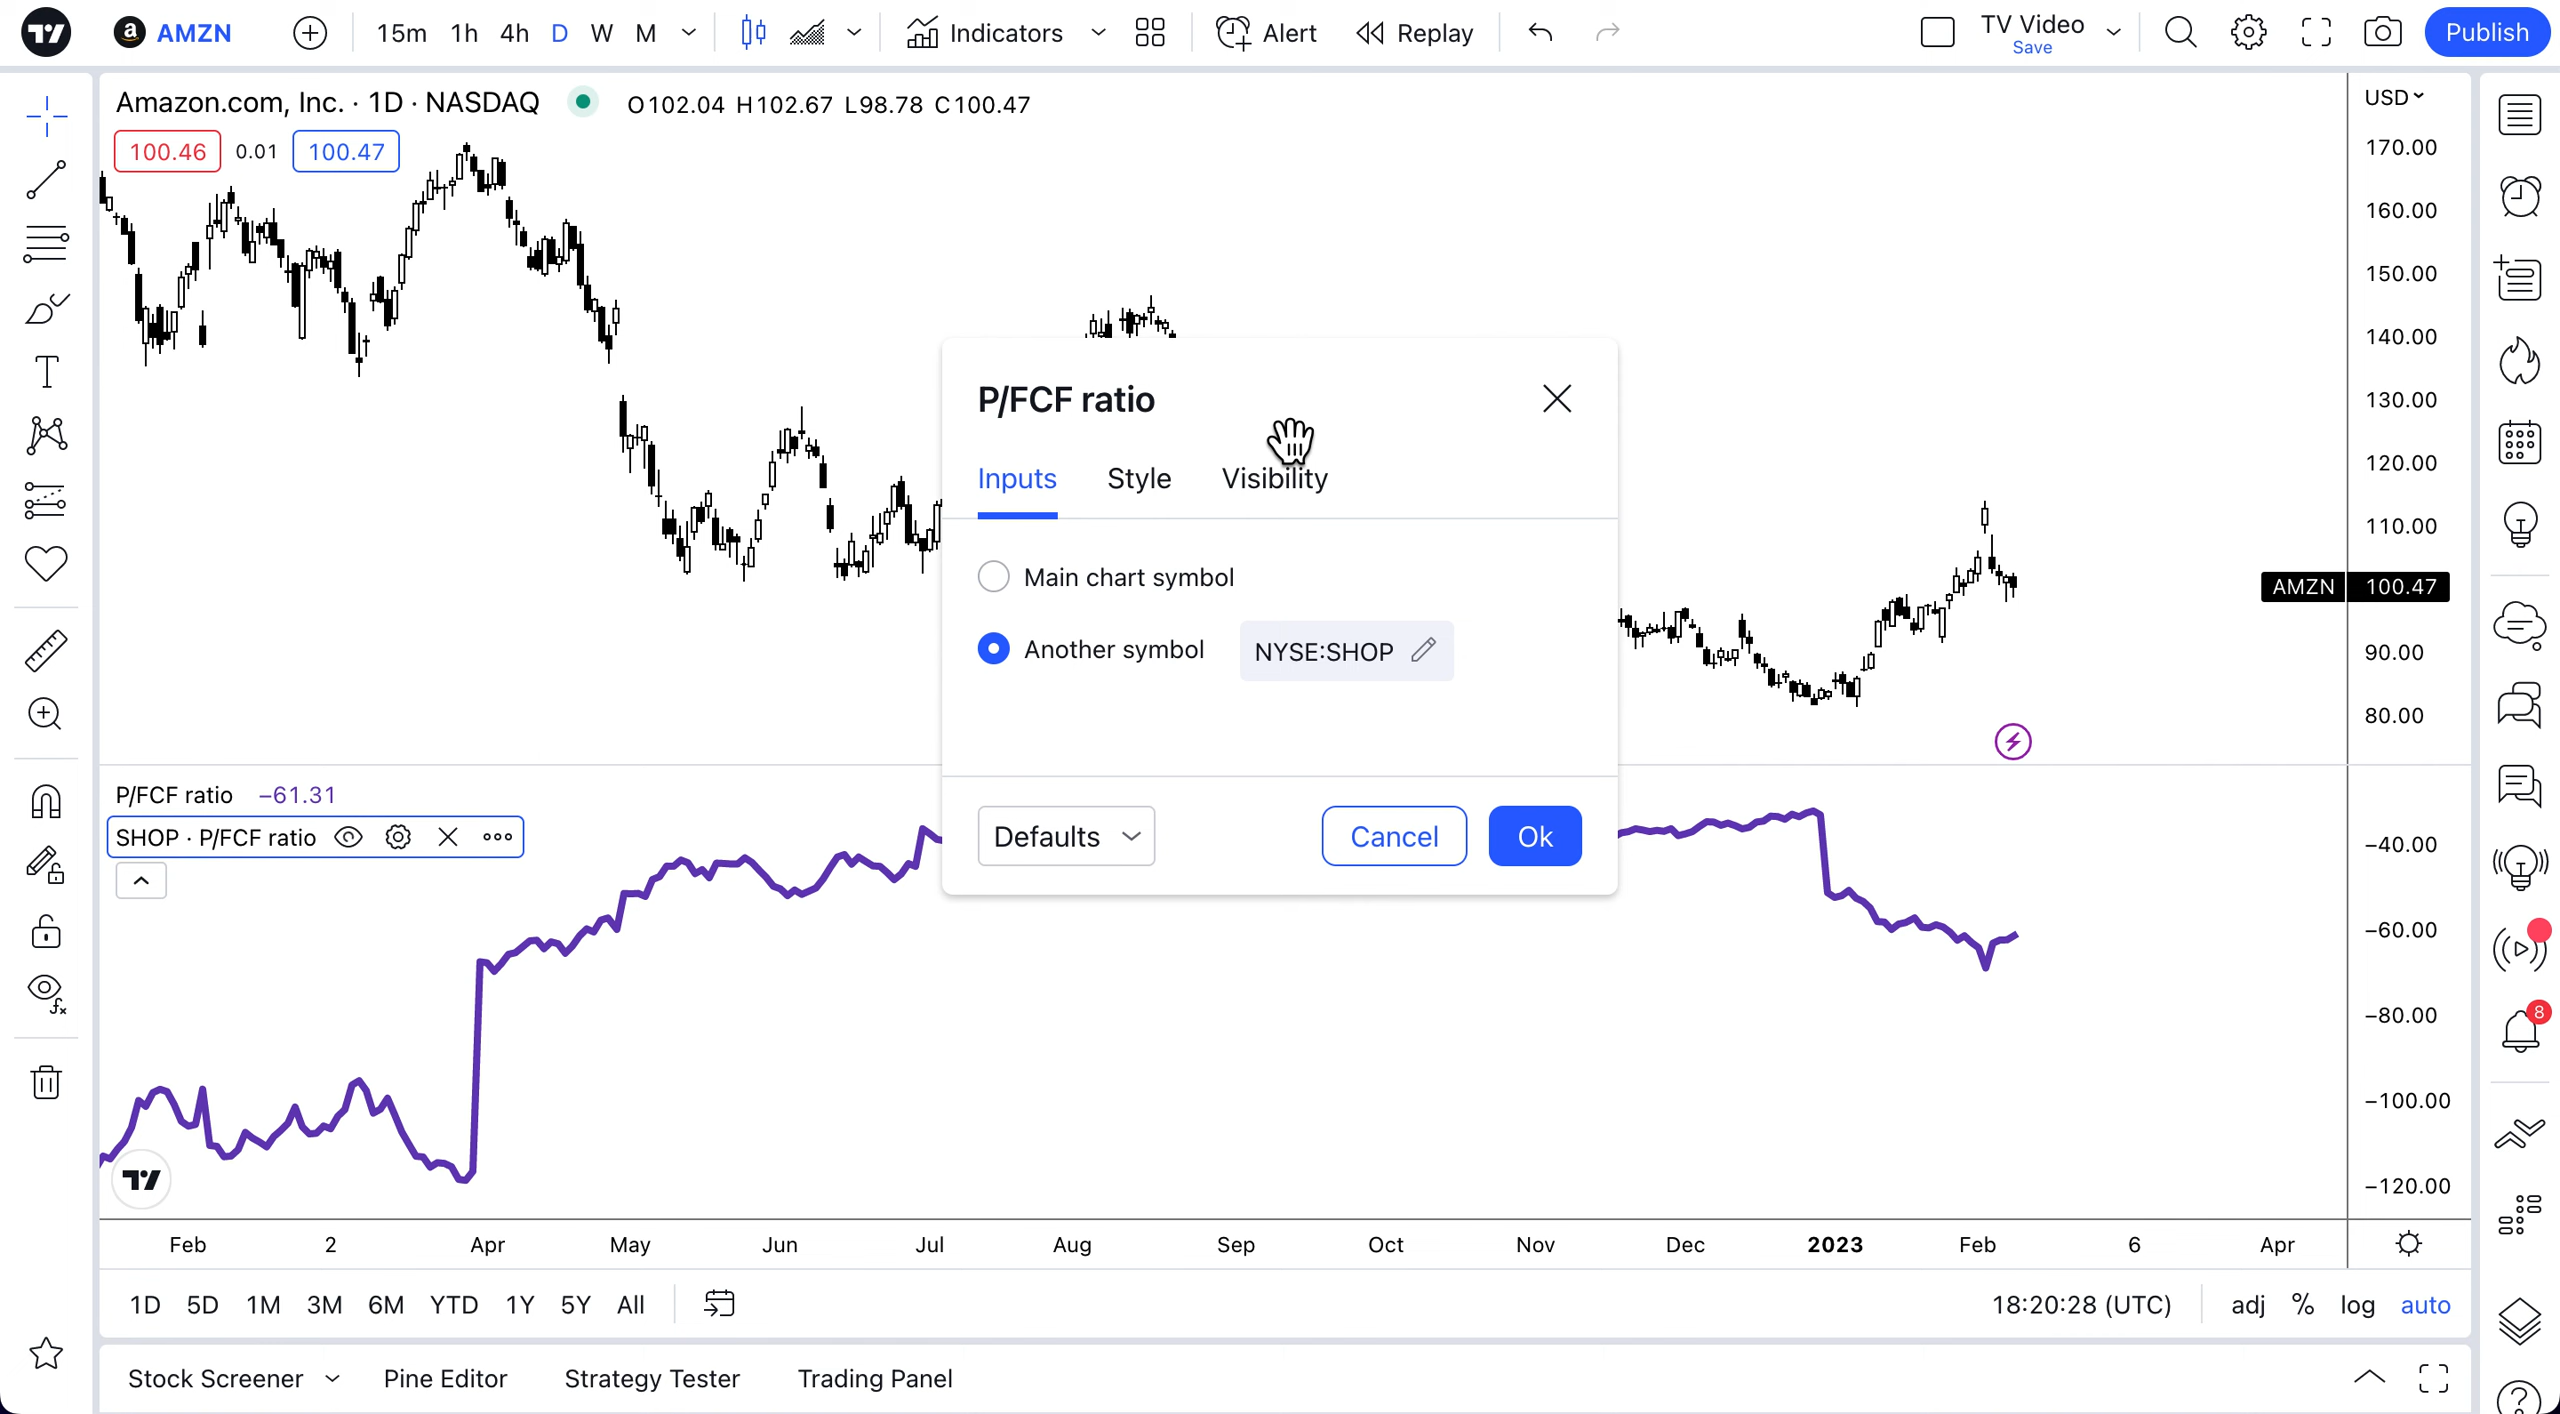 AMZN 15m 1h 4h D W M Indicators Alert Replay TV Video Publish
Save
Amazon.com, Inc. · 1D · NASDAQ O102.04 H102.67 L98.78 C100.47 USD
100.46 0.01 100.47
170.00
160.00
150.00
140.00
130.00
120.00
110.00
AMZN 100.47
90.00
80.00
P/FCF ratio
Inputs Style Visibility
Main chart symbol
Another symbol NYSE:SHOP
Defaults Cancel Ok
P/FCF ratio −61.31
SHOP · P/FCF ratio
−40.00
−60.00
−80.00
−100.00
−120.00
8
Feb 2 Apr May Jun Jul Aug Sep Oct Nov Dec 2023 Feb 6 Apr
1D 5D 1M 3M 6M YTD 1Y 5Y All 18:20:28 (UTC) adj % log auto
Stock Screener Pine Editor Strategy Tester Trading Panel